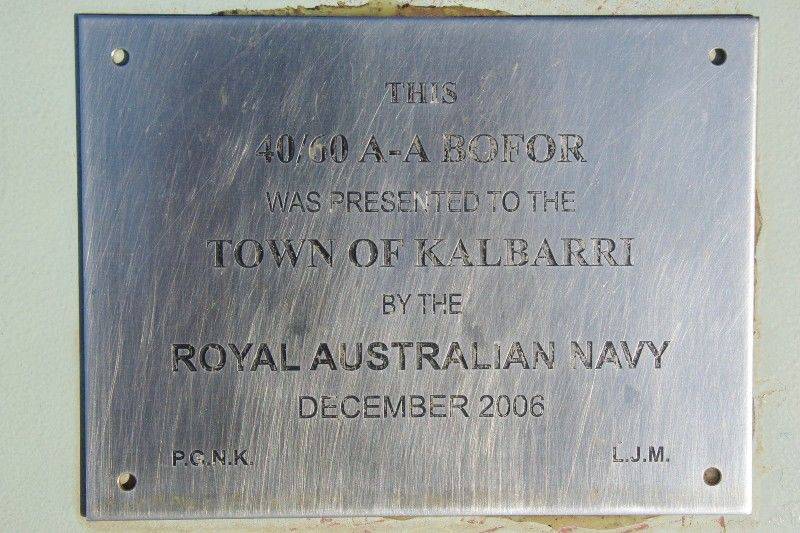 THIS
40/60 A-A BOFOR
WAS PRESENTED TO THE
TOWN OF KALBARRI
BY THE
ROYAL AUSTRALIAN NAVY
DECEMBER 2006
P.G.N.K. L.J.M.